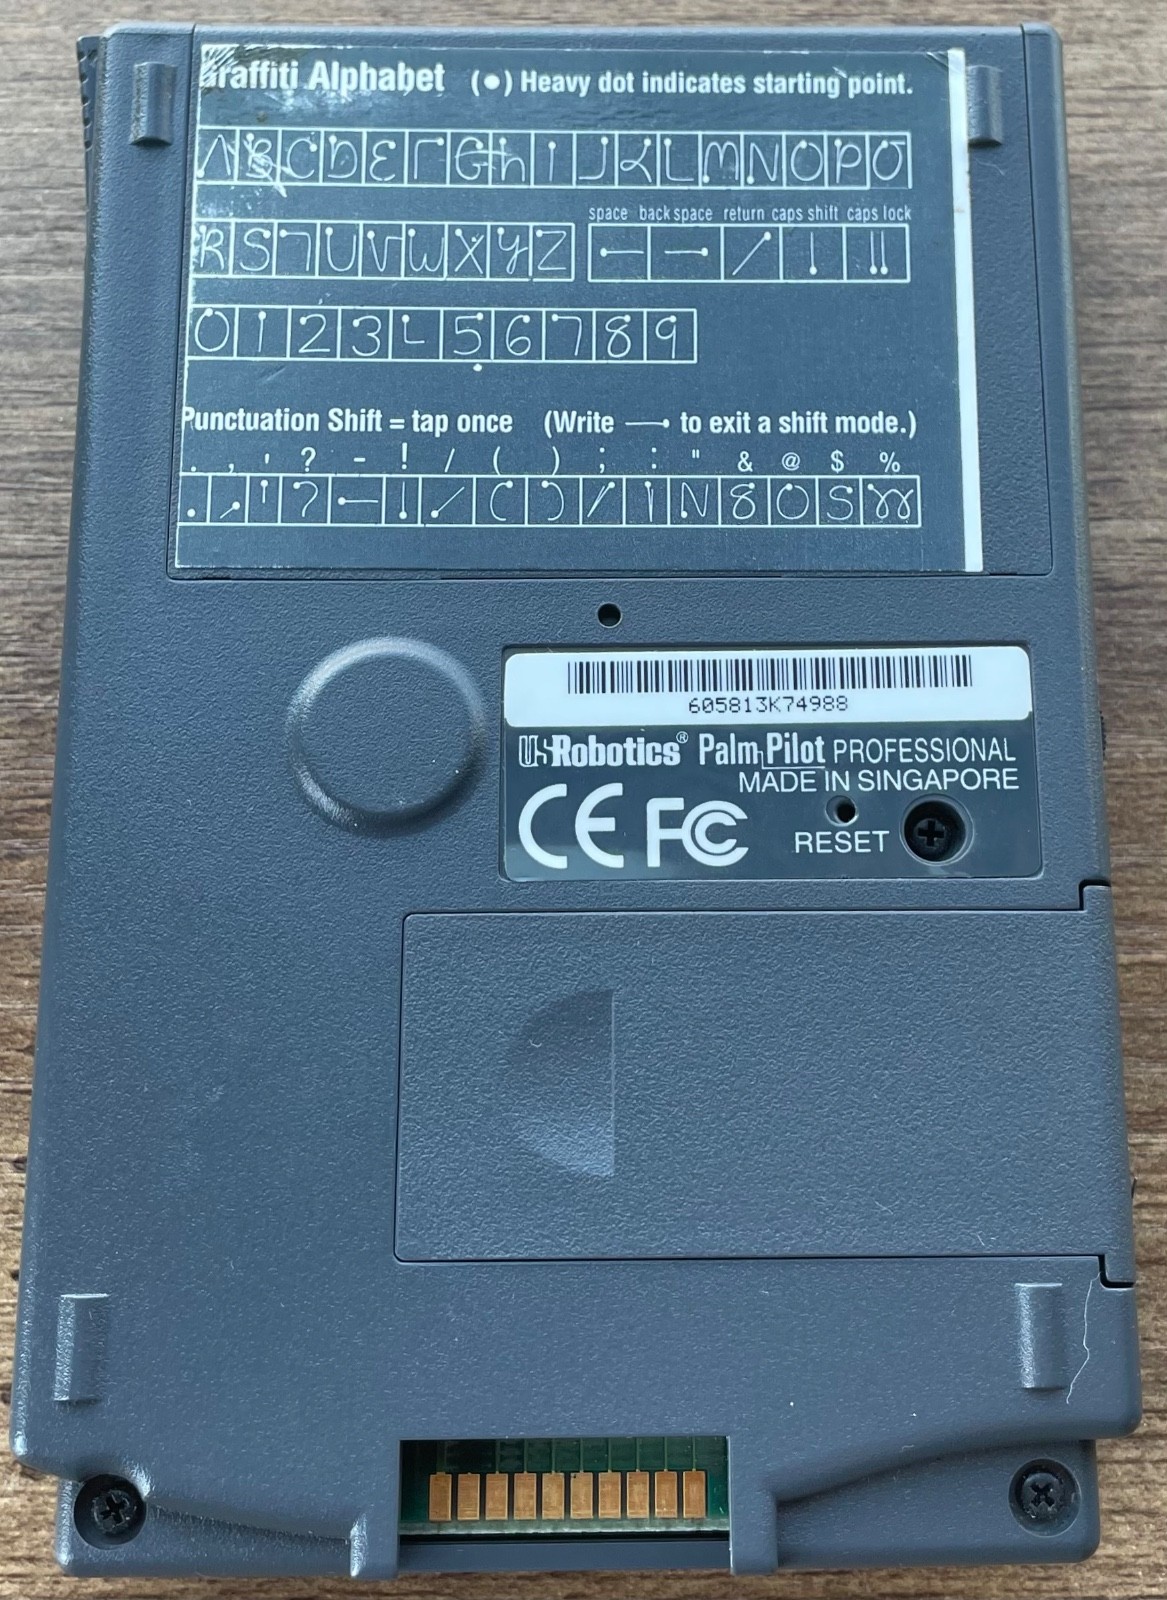 Graffiti Alphabet (●) Heavy dot indicates starting point.
A B C D E F G h I J K L M N O P Q
space back space return caps shift caps lock
R S T U V W X Y Z
0 1 2 3 4 5 6 7 8 9
Punctuation Shift = tap once (Write —• to exit a shift mode.)
. , ' ? - ! / ( ) ; : " & @ $ %
605813K74988
USRobotics® PalmPilot PROFESSIONAL
MADE IN SINGAPORE
CE FC RESET